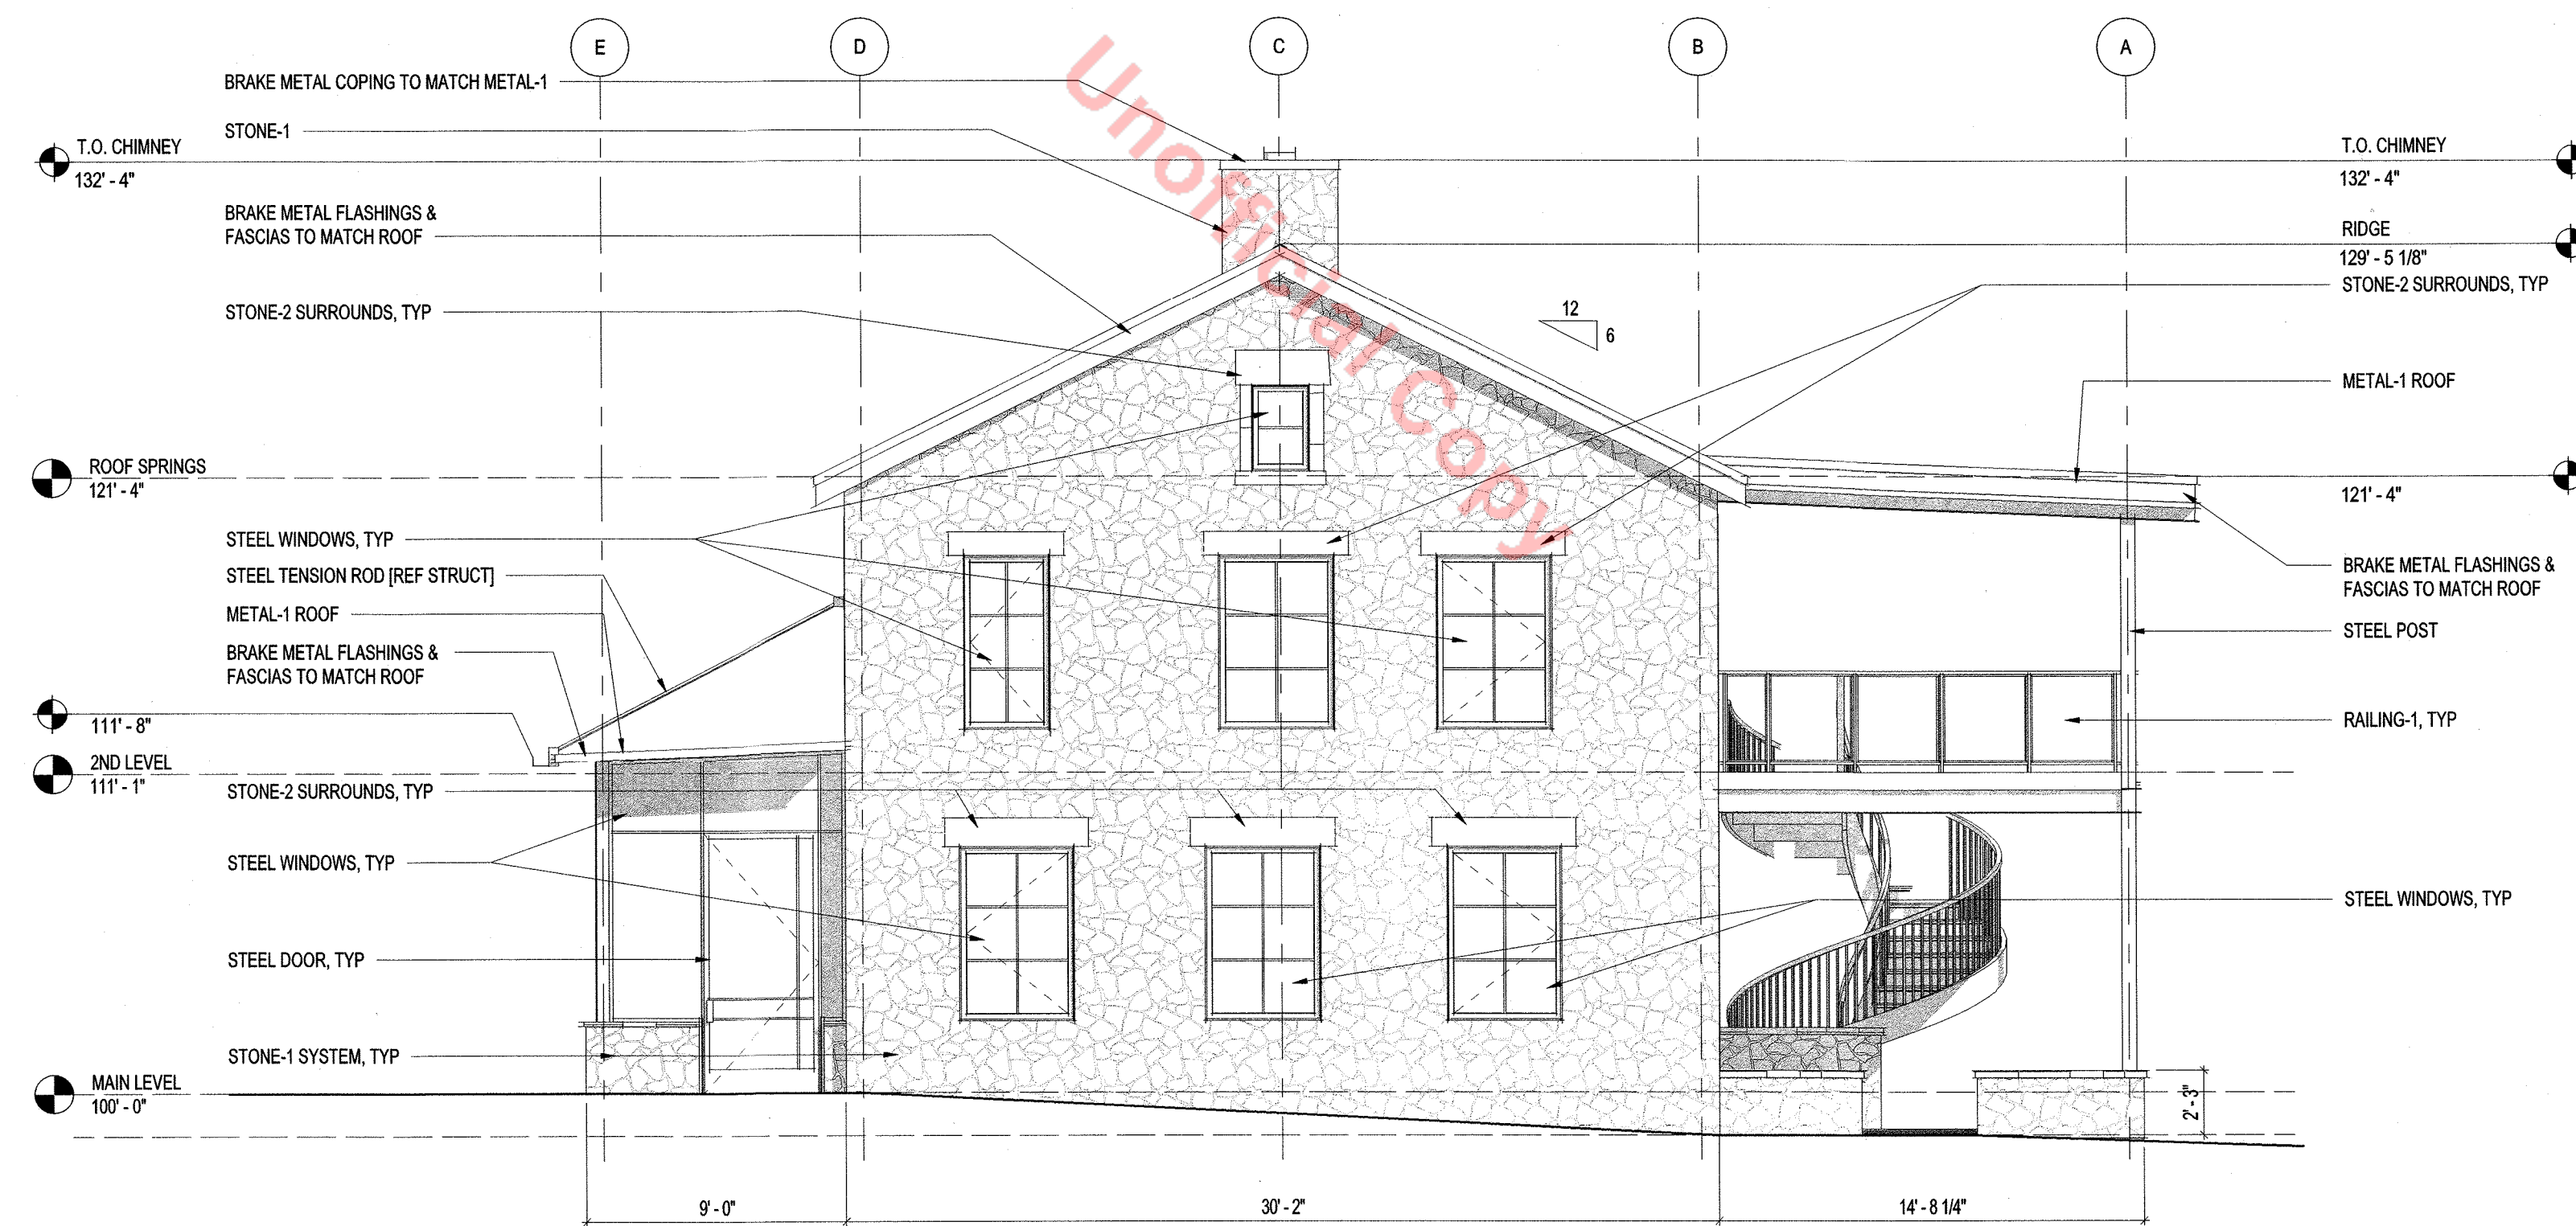 E
D
C
B
A
BRAKE METAL COPING TO MATCH METAL-1
STONE-1
T.O. CHIMNEY
132' - 4"
BRAKE METAL FLASHINGS &
FASCIAS TO MATCH ROOF
STONE-2 SURROUNDS, TYP
ROOF SPRINGS
121' - 4"
STEEL WINDOWS, TYP
STEEL TENSION ROD [REF STRUCT]
METAL-1 ROOF
BRAKE METAL FLASHINGS &
FASCIAS TO MATCH ROOF
111' - 8"
2ND LEVEL
111' - 1"
STONE-2 SURROUNDS, TYP
STEEL WINDOWS, TYP
STEEL DOOR, TYP
STONE-1 SYSTEM, TYP
MAIN LEVEL
100' - 0"
Unofficial Copy
12
6
T.O. CHIMNEY
132' - 4"
RIDGE
129' - 5 1/8"
STONE-2 SURROUNDS, TYP
METAL-1 ROOF
121' - 4"
BRAKE METAL FLASHINGS &
FASCIAS TO MATCH ROOF
STEEL POST
RAILING-1, TYP
STEEL WINDOWS, TYP
2' - 3"
9' - 0"
30' - 2"
14' - 8 1/4"